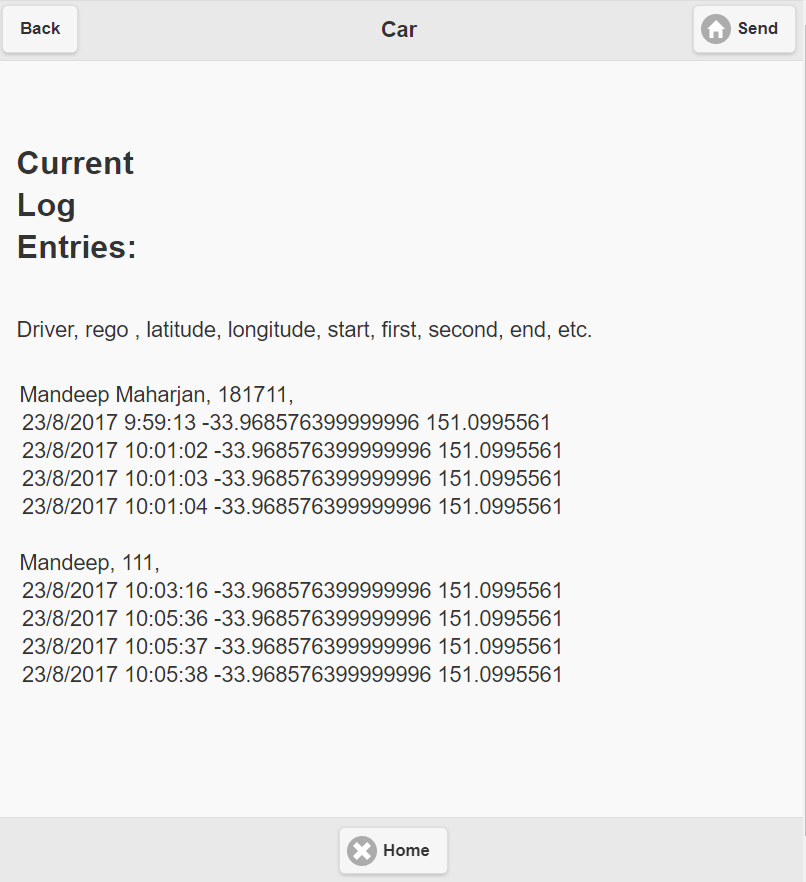 Back
Car
Send
Current
Log
Entries:
Driver, rego , latitude, longitude, start, first, second, end, etc.
Mandeep Maharjan, 181711,
23/8/2017 9:59:13 -33.968576399999996 151.0995561
23/8/2017 10:01:02 -33.968576399999996 151.0995561
23/8/2017 10:01:03 -33.968576399999996 151.0995561
23/8/2017 10:01:04 -33.968576399999996 151.0995561
Mandeep, 111,
23/8/2017 10:03:16 -33.968576399999996 151.0995561
23/8/2017 10:05:36 -33.968576399999996 151.0995561
23/8/2017 10:05:37 -33.968576399999996 151.0995561
23/8/2017 10:05:38 -33.968576399999996 151.0995561
Home